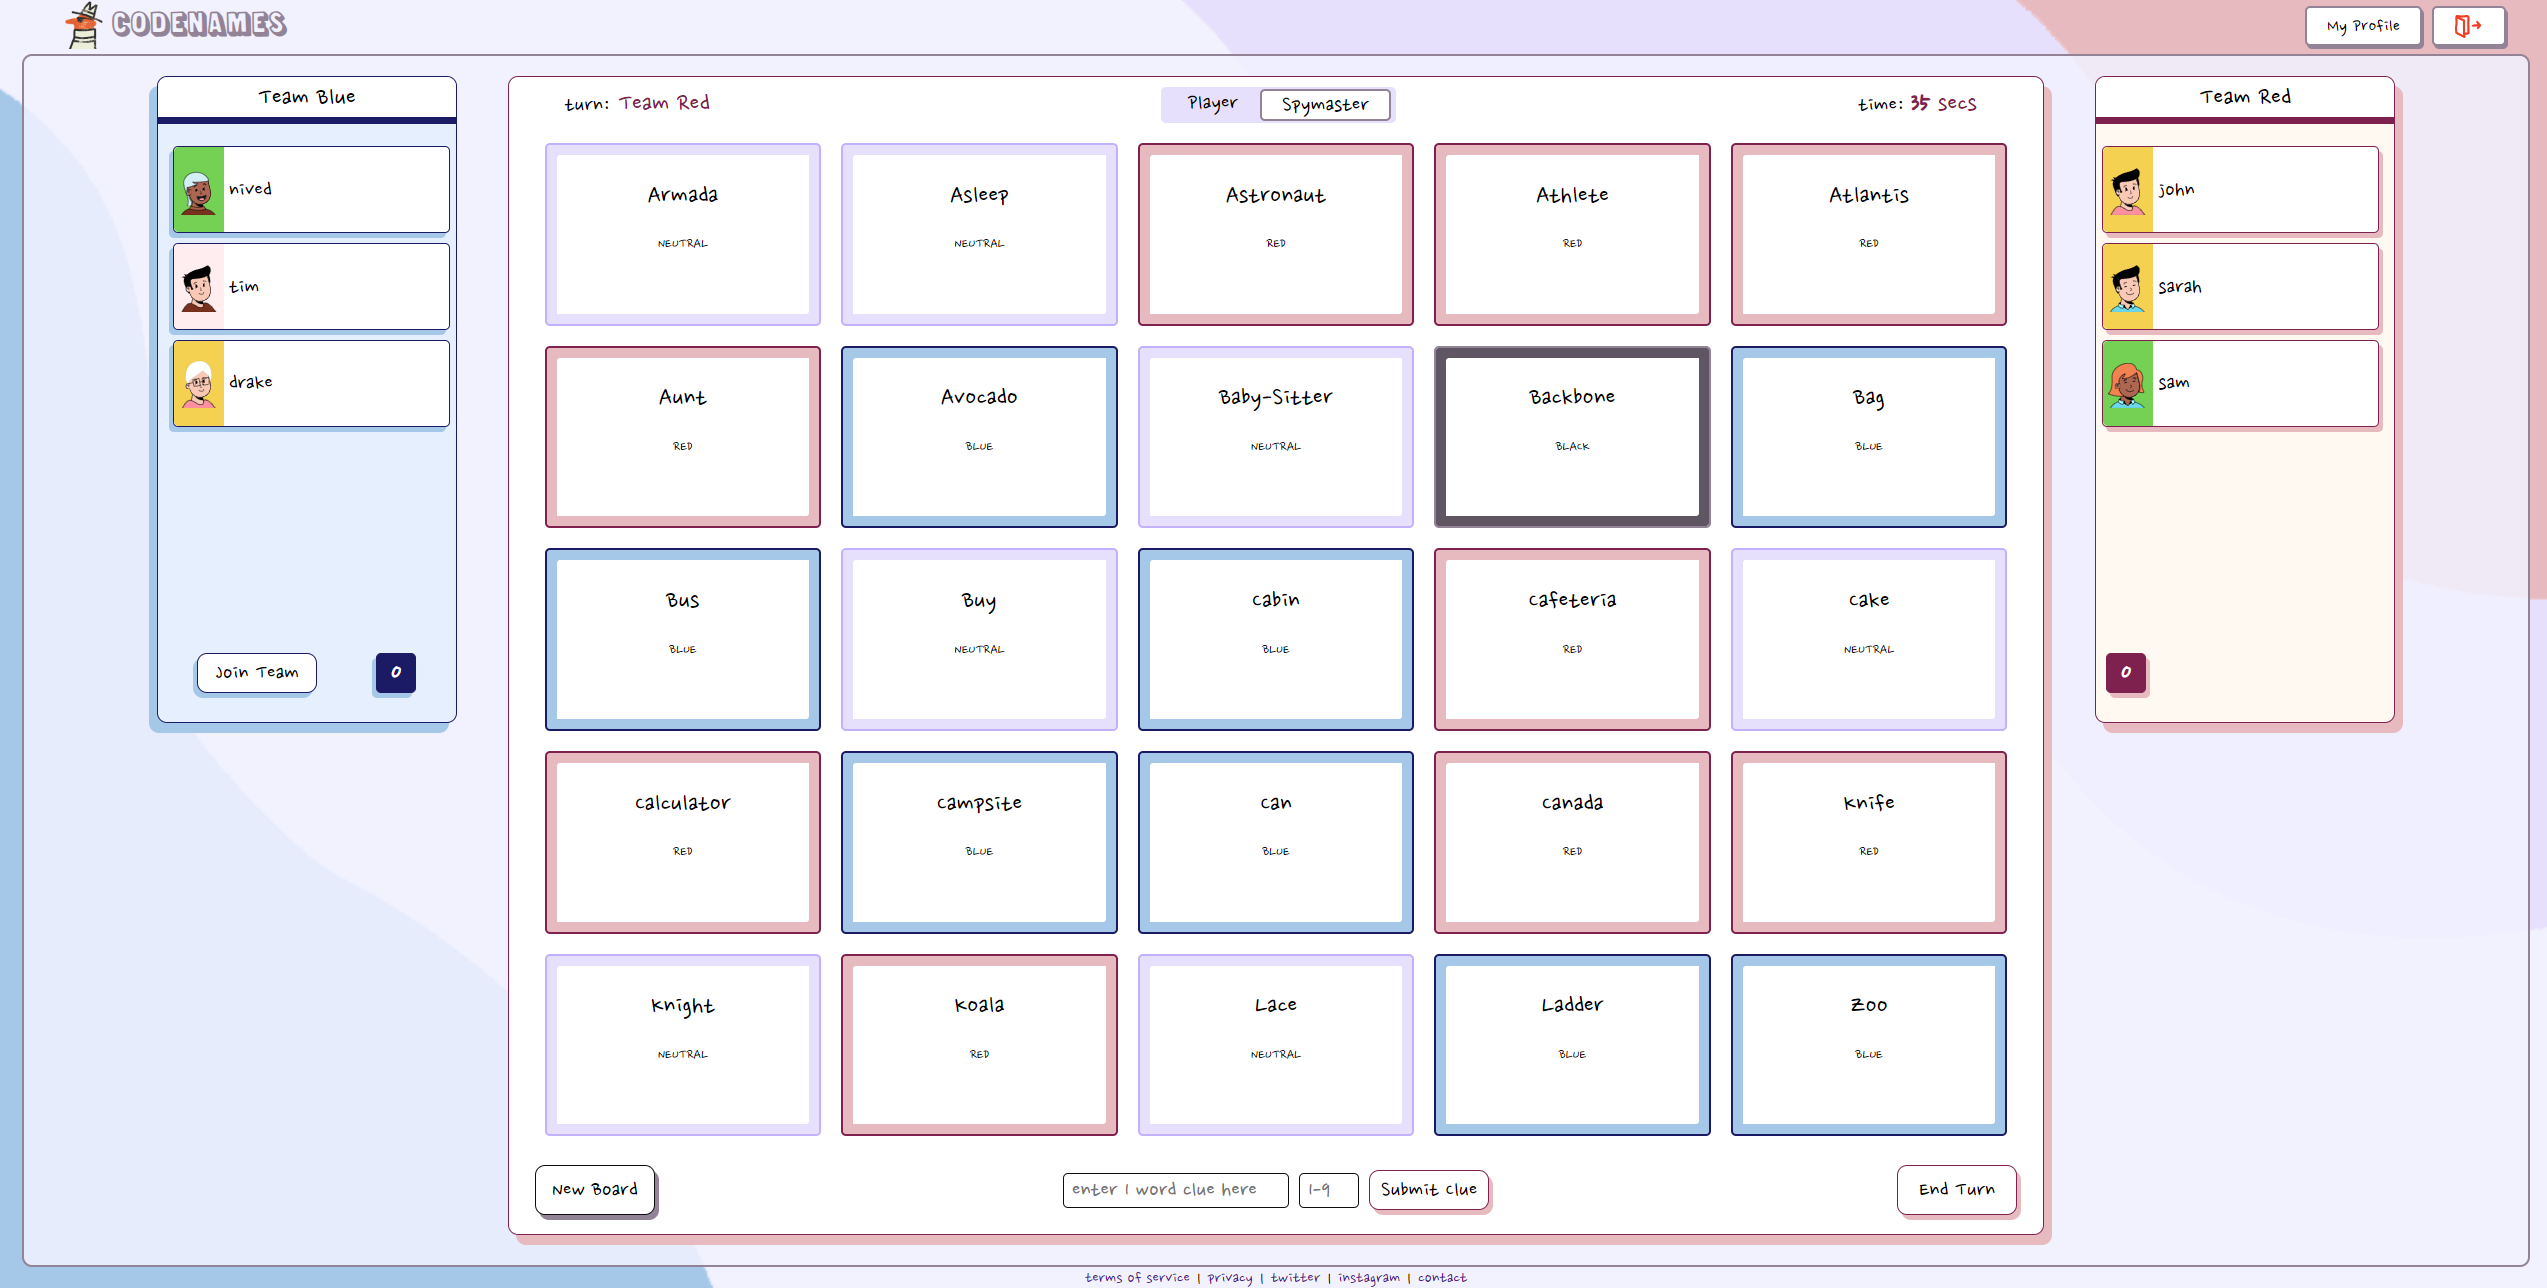 CODENAMES
My Profile
Team Blue
nived
tim
drake
Join Team
0
turn: Team Red
Player
Spymaster
time: 35 secs
Armada
NEUTRAL
Asleep
NEUTRAL
Astronaut
RED
Athlete
RED
Atlantis
RED
Aunt
RED
Avocado
BLUE
Baby-Sitter
NEUTRAL
Backbone
BLACK
Bag
BLUE
Bus
BLUE
Buy
NEUTRAL
Cabin
BLUE
Cafeteria
RED
Cake
NEUTRAL
Calculator
RED
Campsite
BLUE
Can
BLUE
Canada
RED
Knife
RED
Knight
NEUTRAL
Koala
RED
Lace
NEUTRAL
Ladder
BLUE
Zoo
BLUE
New Board
enter 1 word clue here
1-9
Submit Clue
End Turn
Team Red
john
sarah
sam
0
terms of service | privacy | twitter | instagram | contact